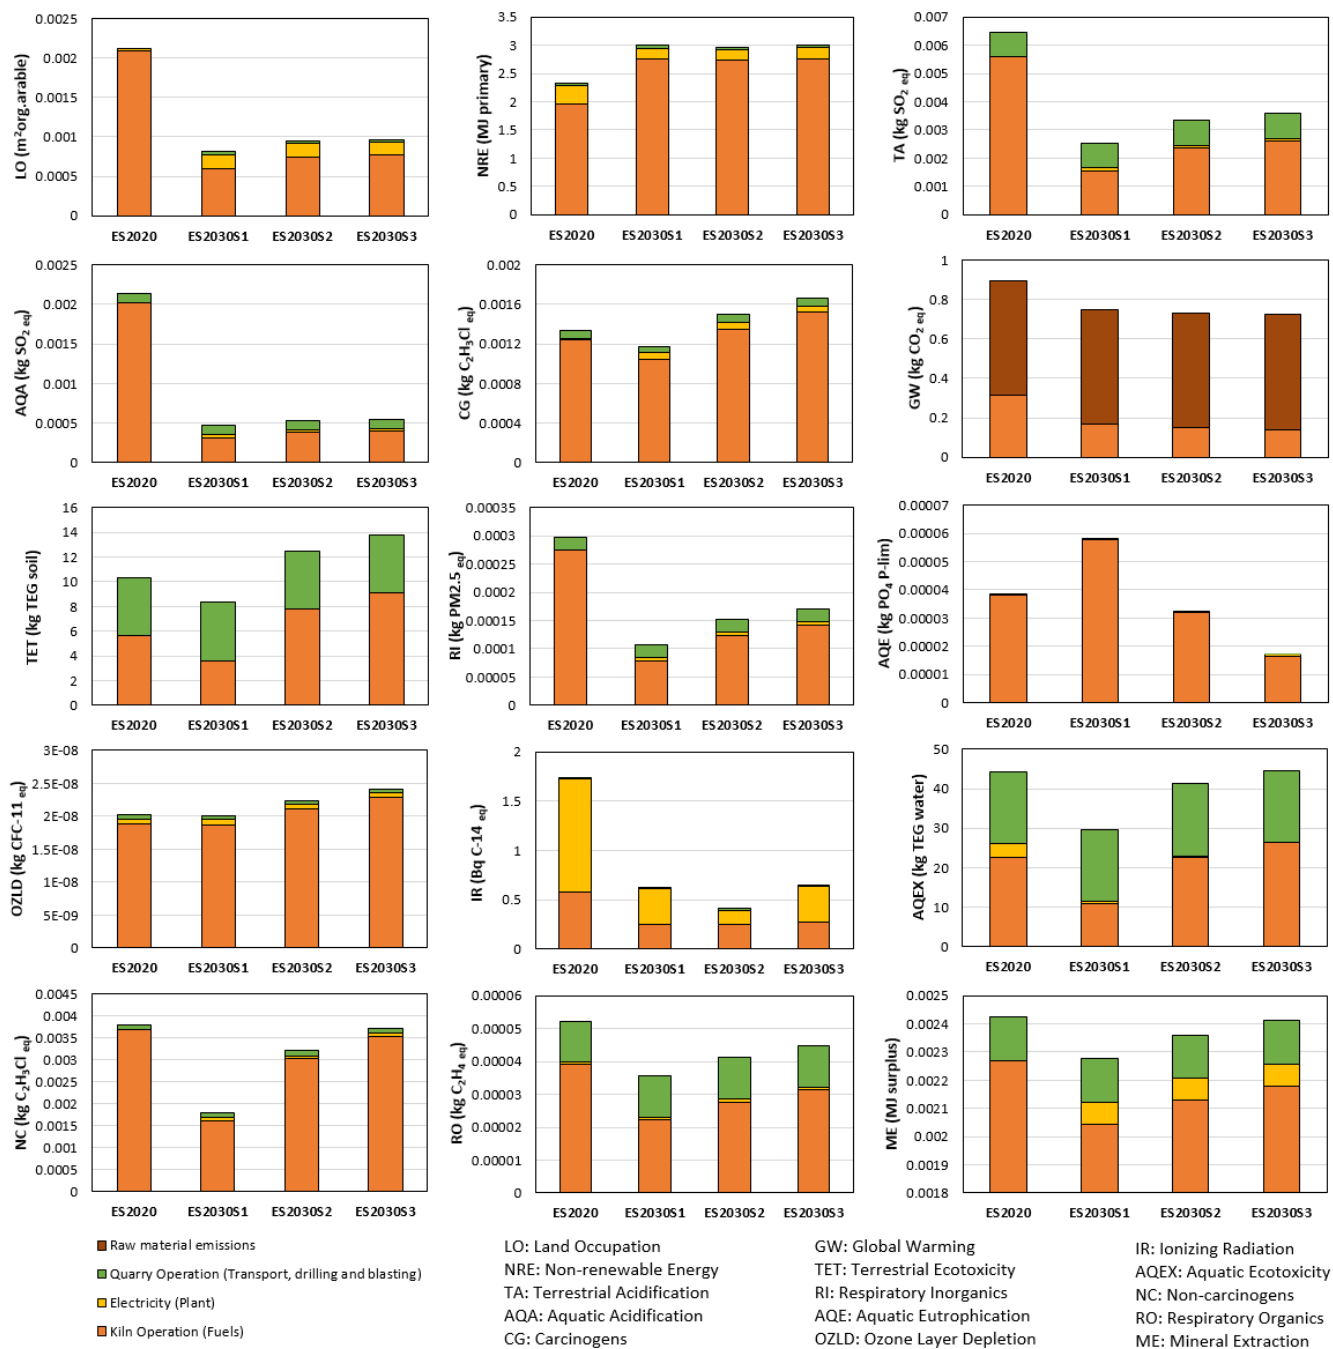 LO (m²org.arable)
0.0025
0.002
0.0015
0.001
0.0005
0
ES2020 ES2030S1 ES2030S2 ES2030S3
NRE (MJ primary)
3.5
3
2.5
2
1.5
1
0.5
0
ES2020 ES2030S1 ES2030S2 ES2030S3
TA (kg SO2 eq)
0.007
0.006
0.005
0.004
0.003
0.002
0.001
0
ES2020 ES2030S1 ES2030S2 ES2030S3
AQA (kg SO2 eq)
0.0025
0.002
0.0015
0.001
0.0005
0
ES2020 ES2030S1 ES2030S2 ES2030S3
CG (kg C2H3Cl eq)
0.002
0.0016
0.0012
0.0008
0.0004
0
ES2020 ES2030S1 ES2030S2 ES2030S3
GW (kg CO2 eq)
1
0.8
0.6
0.4
0.2
0
ES2020 ES2030S1 ES2030S2 ES2030S3
TET (kg TEG soil)
16
14
12
10
8
6
4
2
0
ES2020 ES2030S1 ES2030S2 ES2030S3
RI (kg PM2.5 eq)
0.00035
0.0003
0.00025
0.0002
0.00015
0.0001
0.00005
0
ES2020 ES2030S1 ES2030S2 ES2030S3
AQE (kg PO4 P-lim)
0.00007
0.00006
0.00005
0.00004
0.00003
0.00002
0.00001
0
ES2020 ES2030S1 ES2030S2 ES2030S3
OZLD (kg CFC-11 eq)
3E-08
2.5E-08
2E-08
1.5E-08
1E-08
5E-09
0
ES2020 ES2030S1 ES2030S2 ES2030S3
IR (Bq C-14 eq)
2
1.5
1
0.5
0
ES2020 ES2030S1 ES2030S2 ES2030S3
AQEX (kg TEG water)
50
40
30
20
10
0
ES2020 ES2030S1 ES2030S2 ES2030S3
NC (kg C2H3Cl eq)
0.0045
0.004
0.0035
0.003
0.0025
0.002
0.0015
0.001
0.0005
0
ES2020 ES2030S1 ES2030S2 ES2030S3
RO (kg C2H4 eq)
0.00006
0.00005
0.00004
0.00003
0.00002
0.00001
0
ES2020 ES2030S1 ES2030S2 ES2030S3
ME (MJ surplus)
0.0025
0.0024
0.0023
0.0022
0.0021
0.002
0.0019
0.0018
ES2020 ES2030S1 ES2030S2 ES2030S3
Raw material emissions
Quarry Operation (Transport, drilling and blasting)
Electricity (Plant)
Kiln Operation (Fuels)
LO: Land Occupation
NRE: Non-renewable Energy
TA: Terrestrial Acidification
AQA: Aquatic Acidification
CG: Carcinogens
GW: Global Warming
TET: Terrestrial Ecotoxicity
RI: Respiratory Inorganics
AQE: Aquatic Eutrophication
OZLD: Ozone Layer Depletion
IR: Ionizing Radiation
AQEX: Aquatic Ecotoxicity
NC: Non-carcinogens
RO: Respiratory Organics
ME: Mineral Extraction